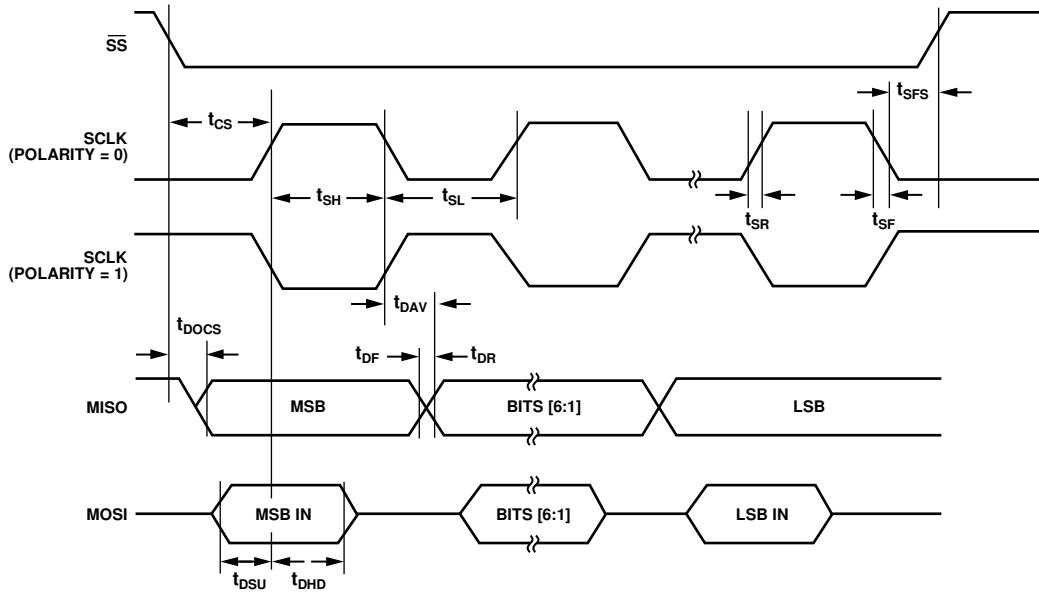 SS
tSFS
tCS
SCLK
(POLARITY = 0)
tSH
tSL
tSR
tSF
SCLK
(POLARITY = 1)
tDAV
tDOCS
tDF
tDR
MISO
MSB
BITS [6:1]
LSB
MOSI
MSB IN
BITS [6:1]
LSB IN
tDSU
tDHD